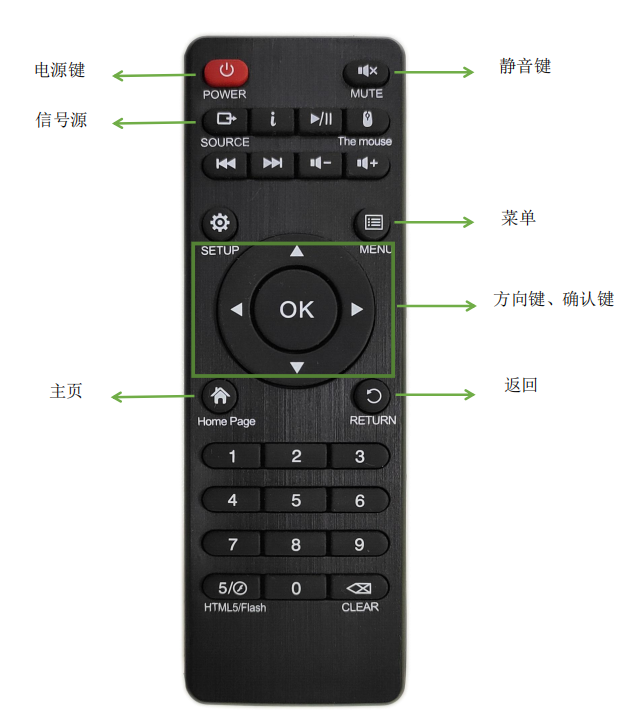 电源键
静音键
POWER
MUTE
信号源
SOURCE
The mouse
菜单
SETUP
MENU
方向键、确认键
OK
主页
返回
Home Page
RETURN
1 2 3
4 5 6
7 8 9
5/ 0
HTML5/Flash
CLEAR